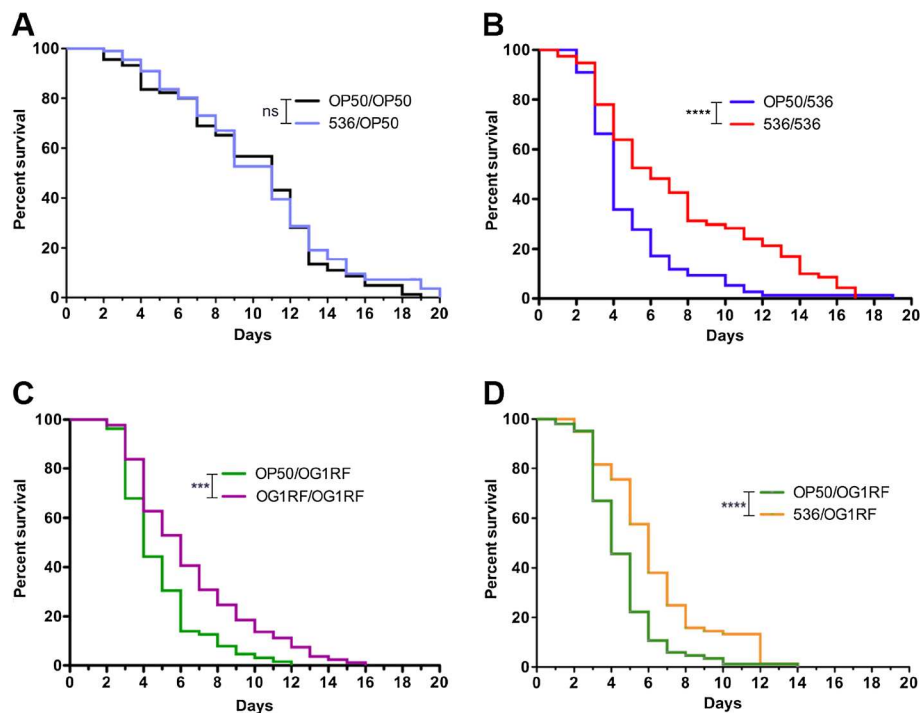 A
Percent survival
100
80
60
40
20
0
ns
OP50/OP50
536/OP50
0 2 4 6 8 10 12 14 16 18 20
Days
B
Percent survival
100
80
60
40
20
0
****
OP50/536
536/536
0 2 4 6 8 10 12 14 16 18 20
Days
C
Percent survival
100
80
60
40
20
0
***
OP50/OG1RF
OG1RF/OG1RF
0 2 4 6 8 10 12 14 16 18 20
Days
D
Percent survival
100
80
60
40
20
0
****
OP50/OG1RF
536/OG1RF
0 2 4 6 8 10 12 14 16 18 20
Days